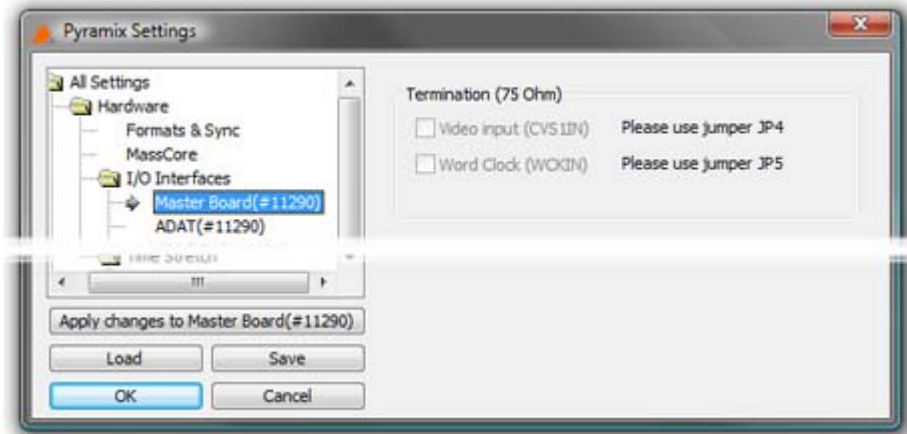 Pyramix Settings
All Settings
Hardware
Formats & Sync
MassCore
I/O Interfaces
Master Board(#11290)
ADAT(#11290)
Time Stretch
Apply changes to Master Board(#11290)
Load Save
OK Cancel
Termination (75 Ohm)
Video input (CVS1IN) Please use jumper JP4
Word Clock (WCKIN) Please use jumper JP5